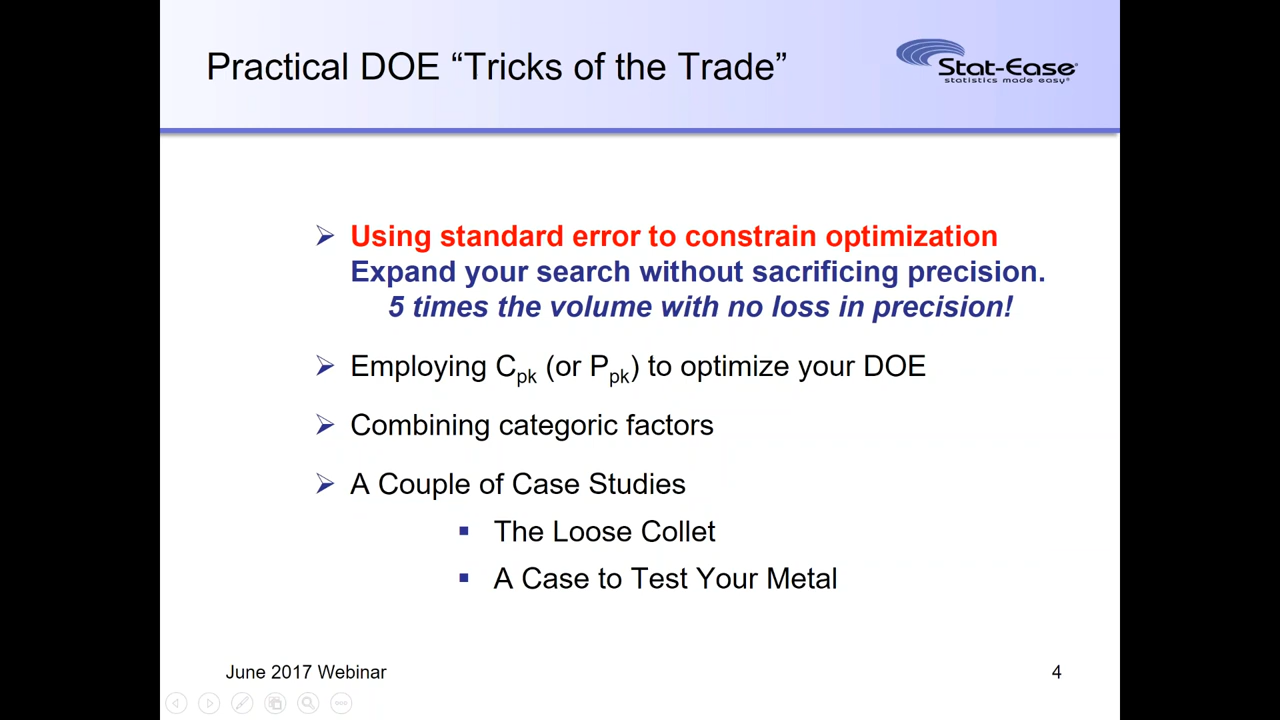 Practical DOE “Tricks of the Trade”
Stat-Ease
statistics made easy®
Using standard error to constrain optimization
Expand your search without sacrificing precision.
5 times the volume with no loss in precision!
Employing Cpk (or Ppk) to optimize your DOE
Combining categoric factors
A Couple of Case Studies
The Loose Collet
A Case to Test Your Metal
June 2017 Webinar
4